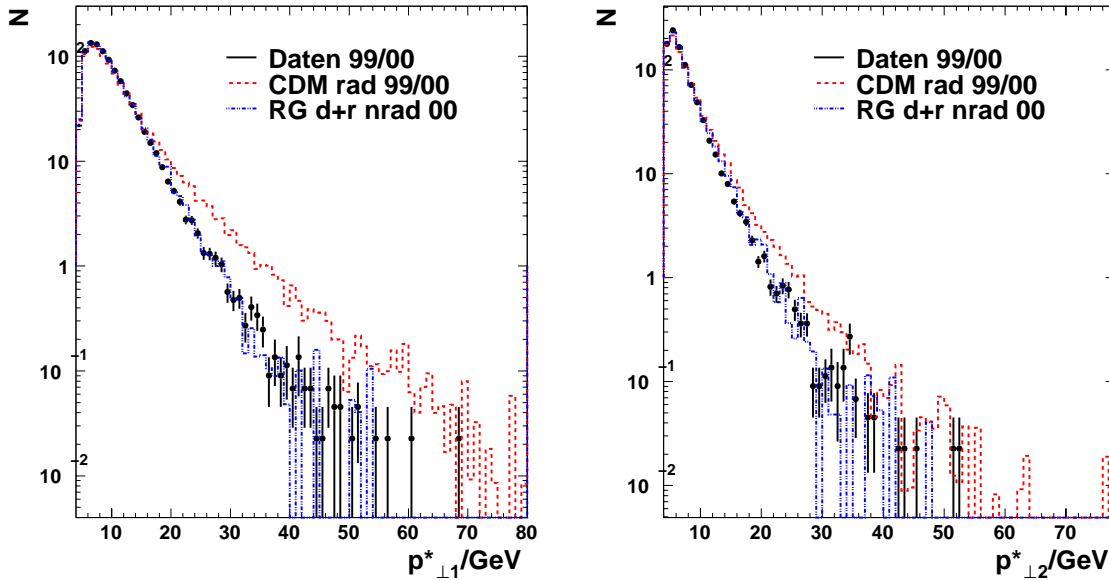 N
10 2
10
1
10 -1
10 -2
10 20 30 40 50 60 70 80
p*⊥1/GeV
Daten 99/00
CDM rad 99/00
RG d+r nrad 00
N
10 2
10
1
10 -1
10 -2
10 20 30 40 50 60 70
p*⊥2/GeV
Daten 99/00
CDM rad 99/00
RG d+r nrad 00